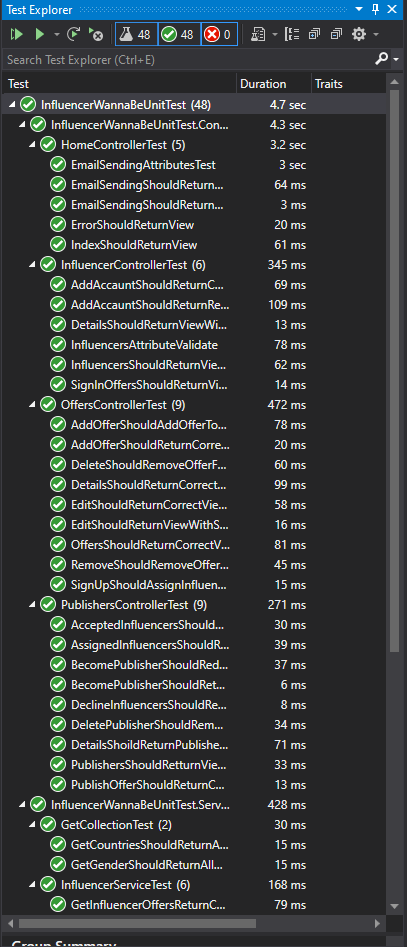 Test Explorer
48 48 0
Search Test Explorer (Ctrl+E)
Test Duration Traits
InfluencerWannaBeUnitTest (48) 4.7 sec
InfluencerWannaBeUnitTest.Con... 4.3 sec
HomeControllerTest (5) 3.2 sec
EmailSendingAttributesTest 3 sec
EmailSendingShouldReturn... 64 ms
EmailSendingShouldReturn... 3 ms
ErrorShouldReturnView 20 ms
IndexShouldReturnView 61 ms
InfluencerControllerTest (6) 345 ms
AddAccauntShouldReturnC... 69 ms
AddAccauntShouldReturnRe... 109 ms
DetailsShouldReturnViewWi... 13 ms
InfluencersAttributeValidate 78 ms
InfluencersShouldReturnVie... 62 ms
SignInOffersShouldReturnVi... 14 ms
OffersControllerTest (9) 472 ms
AddOfferShouldAddOfferTo... 78 ms
AddOfferShouldReturnCorre... 20 ms
DeleteShouldRemoveOfferF... 60 ms
DetailsShouldReturnCorrect... 99 ms
EditShouldReturnCorrectVie... 58 ms
EditShouldReturnViewWithS... 16 ms
OffersShouldReturnCorrectV... 81 ms
RemoveShouldRemoveOffer... 45 ms
SignUpShouldAssignInfluen... 15 ms
PublishersControllerTest (9) 271 ms
AcceptedInfluencersShould... 30 ms
AssignedInfluencersShouldR... 39 ms
BecomePublisherShouldRed... 37 ms
BecomePublisherShouldRet... 6 ms
DeclineInfluencersShouldRe... 8 ms
DeletePublisherShouldRem... 34 ms
DetailsShoildReturnPublishe... 71 ms
PublishersShouldRetturnVie... 33 ms
PublishOfferShouldReturnC... 13 ms
InfluencerWannaBeUnitTest.Serv... 428 ms
GetCollectionTest (2) 30 ms
GetCountriesShouldReturnA... 15 ms
GetGenderShouldReturnAll... 15 ms
InfluencerServiceTest (6) 168 ms
GetInfluencerOffersReturnC... 79 ms
Group Summary